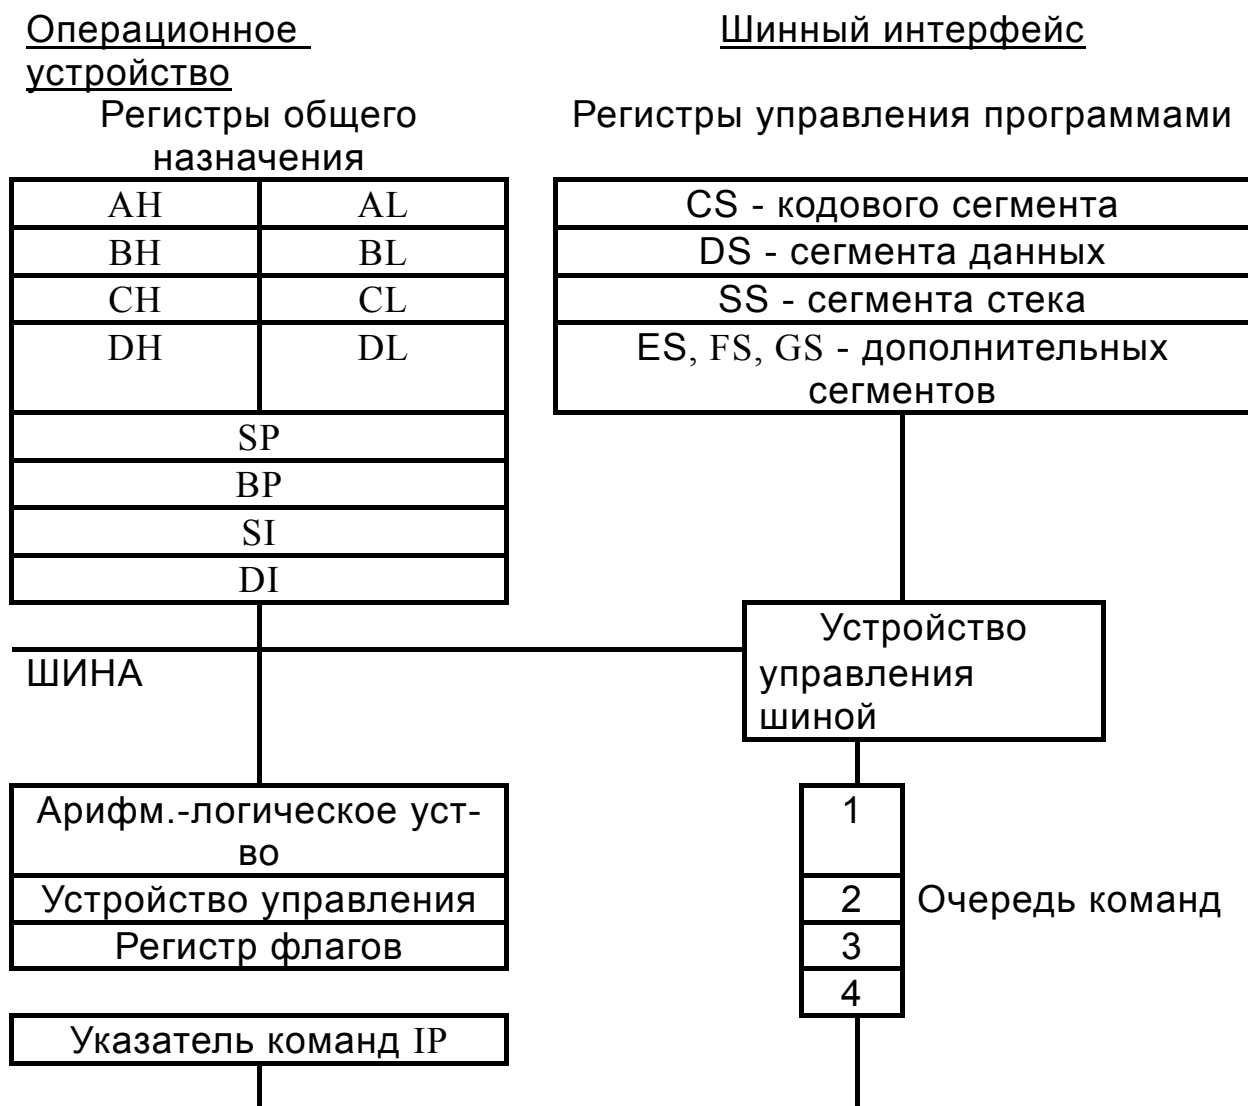 Операционное
устройство
Шинный интерфейс
Регистры общего
назначения
Регистры управления программами
AH AL
BH BL
CH CL
DH DL
SP
BP
SI
DI
CS - кодового сегмента
DS - сегмента данных
SS - сегмента стека
ES, FS, GS - дополнительных
сегментов
Устройство
управления
шиной
ШИНА
Арифм.-логическое уст-
во
Устройство управления
Регистр флагов
Указатель команд IP
1
2
3
4
Очередь команд